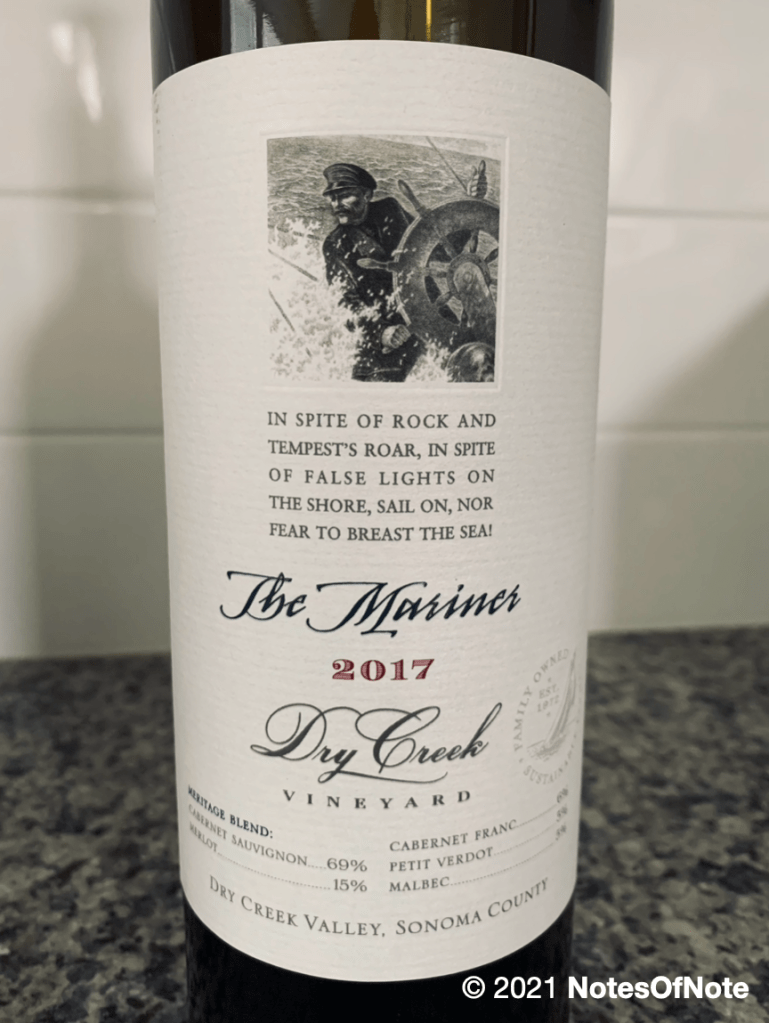 IN SPITE OF ROCK AND
TEMPEST'S ROAR, IN SPITE
OF FALSE LIGHTS ON
THE SHORE, SAIL ON, NOR
FEAR TO BREAST THE SEA!
The Mariner
2017
Dry Creek
VINEYARD
FAMILY OWNED
EST.
1972
MERITAGE BLEND:
CABERNET SAUVIGNON.....69%
MERLOT..............................15%
CABERNET FRANC................6%
PETIT VERDOT.................5%
MALBEC...........................5%
DRY CREEK VALLEY, SONOMA COUNTY
© 2021 NotesOfNote